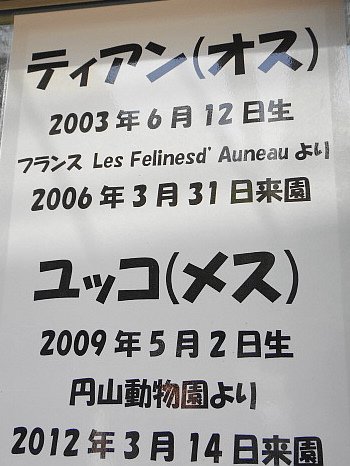 ティアン(オス)
2003年6月12日生
フランス Les Felinesd' Auneau より
2006年3月31日来園
ユッコ(メス)
2009年5月2日生
円山動物園より
2012年3月14日来園